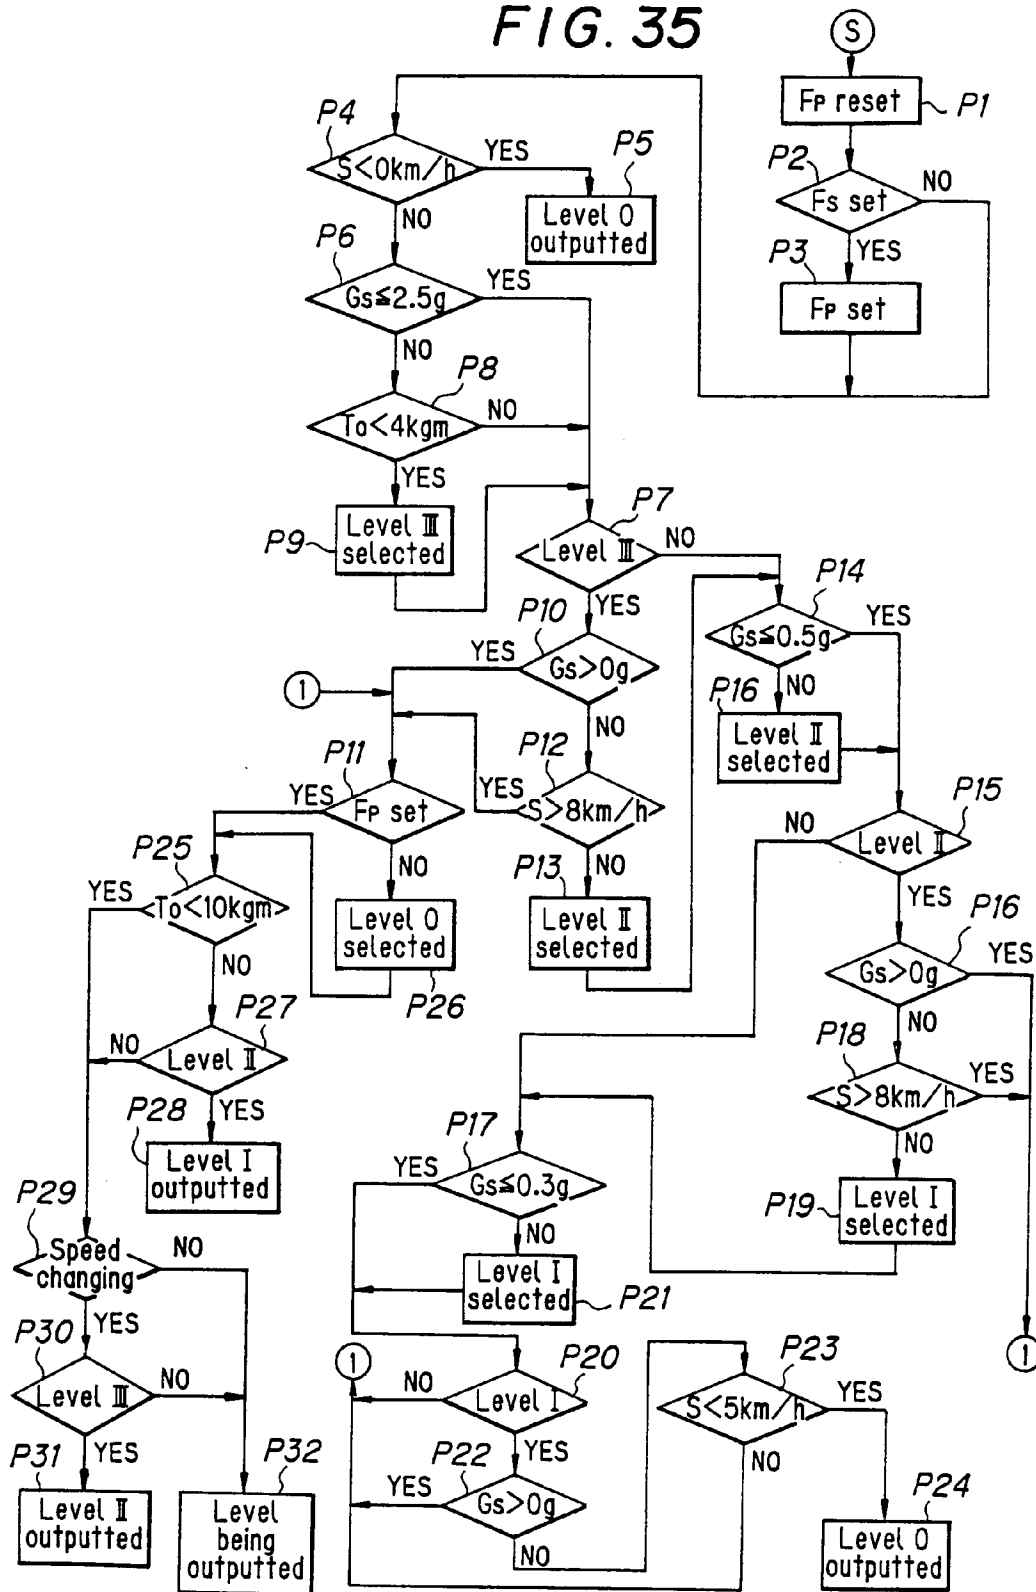 FIG. 35
S
FP reset
P1
P2
Fs set
NO
YES
P3
FP set
P4
S<0km/h
YES
P5
Level 0
outputted
NO
P6
Gs≦2.5g
YES
NO
P8
To<4kgm
NO
YES
P9
Level Ⅲ
selected
P7
Level Ⅲ
NO
YES
P10
YES
Gs>0g
NO
1
P14
Gs≦0.5g
YES
NO
P16
Level Ⅱ
selected
P11
YES
FP set
NO
P12
YES
S>8km/h
NO
P13
Level Ⅱ
selected
P15
NO
Level Ⅱ
YES
P25
YES
To<10kgm
NO
Level 0
selected
P26
P16
Gs>0g
YES
NO
P27
NO
Level Ⅱ
YES
P18
S>8km/h
YES
NO
P28
Level I
outputted
P17
YES
Gs≦0.3g
NO
P19
Level I
selected
P29
Speed
changing
NO
YES
Level I
selected
P21
1
1
P30
Level Ⅲ
NO
YES
P20
NO
Level I
YES
P23
S<5km/h
YES
NO
P31
Level Ⅱ
outputted
P32
Level
being
outputted
P22
YES
Gs>0g
NO
P24
Level 0
outputted